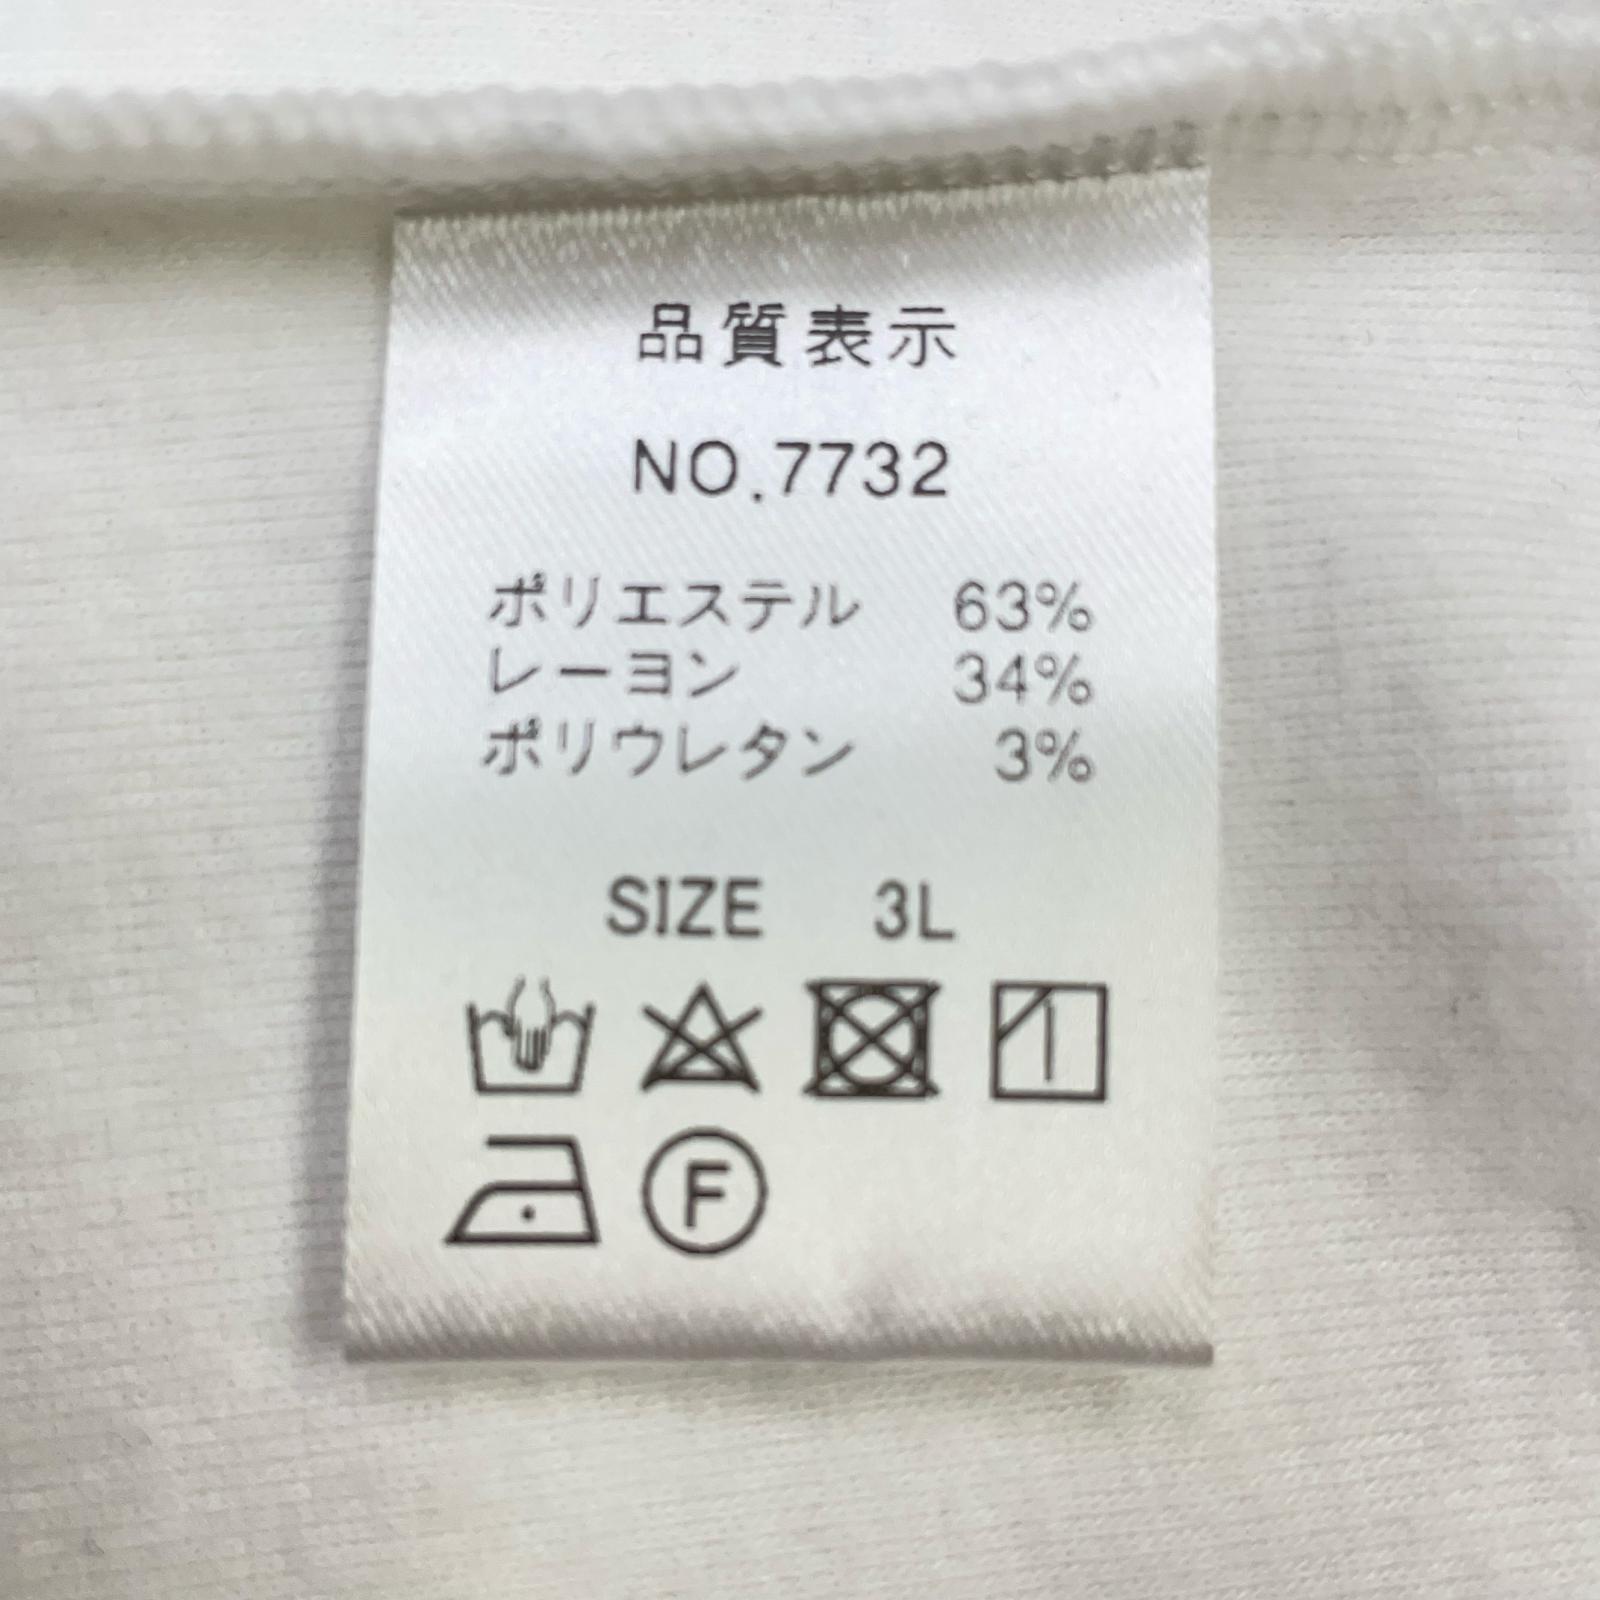 品質表示
NO.7732
ポリエステル 63%
レーヨン 34%
ポリウレタン 3%
SIZE 3L
F